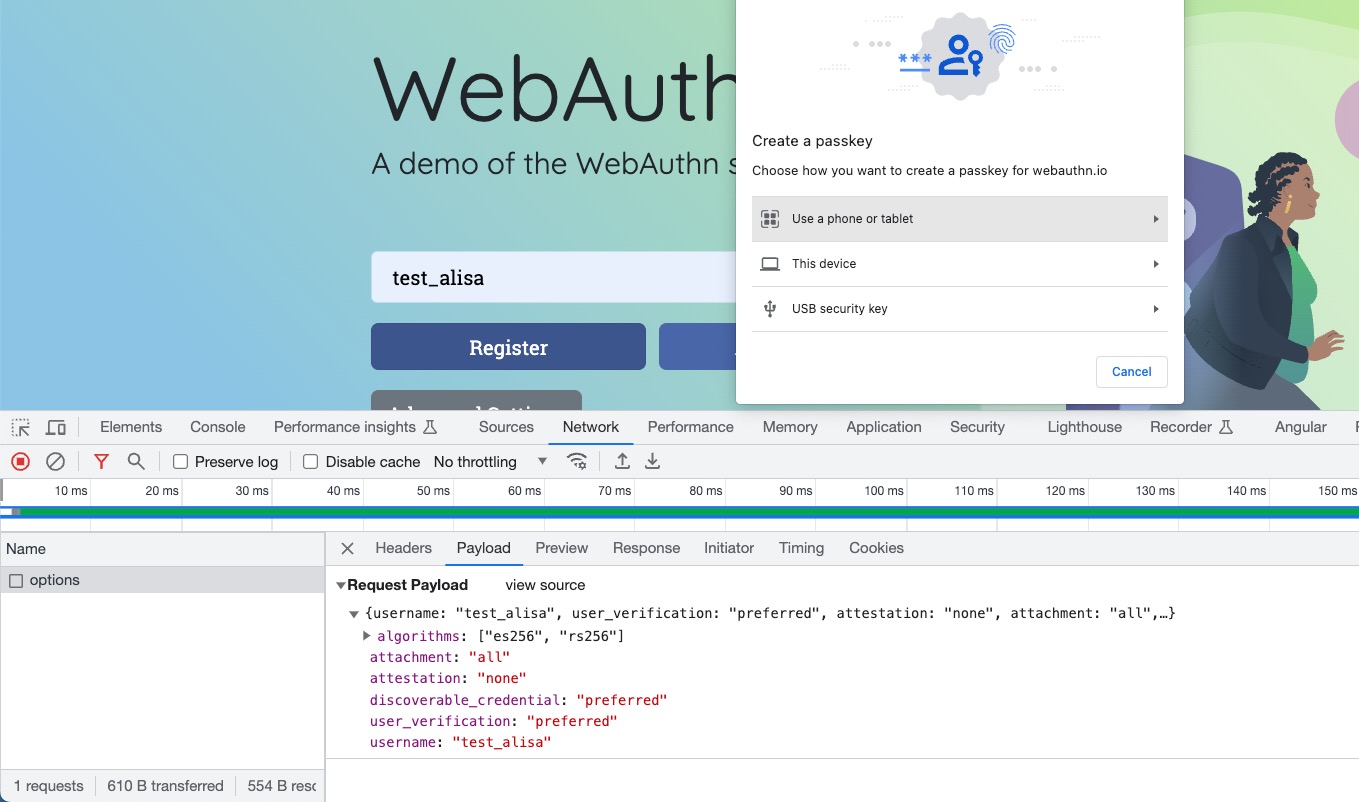 WebAuthn
A demo of the WebAuthn
test_alisa
Register
***
Create a passkey
Choose how you want to create a passkey for webauthn.io
Use a phone or tablet
This device
USB security key
Cancel
Elements Console Performance insights Sources Network Performance Memory Application Security Lighthouse Recorder Angular
Preserve log Disable cache No throttling
10 ms 20 ms 30 ms 40 ms 50 ms 60 ms 70 ms 80 ms 90 ms 100 ms 110 ms 120 ms 130 ms 140 ms 150 ms
Name
options
1 requests 610 B transferred 554 B
Headers Payload Preview Response Initiator Timing Cookies
Request Payload view source
{username: "test_alisa", user_verification: "preferred", attestation: "none", attachment: "all",…}
algorithms: ["es256", "rs256"]
attachment: "all"
attestation: "none"
discoverable_credential: "preferred"
user_verification: "preferred"
username: "test_alisa"